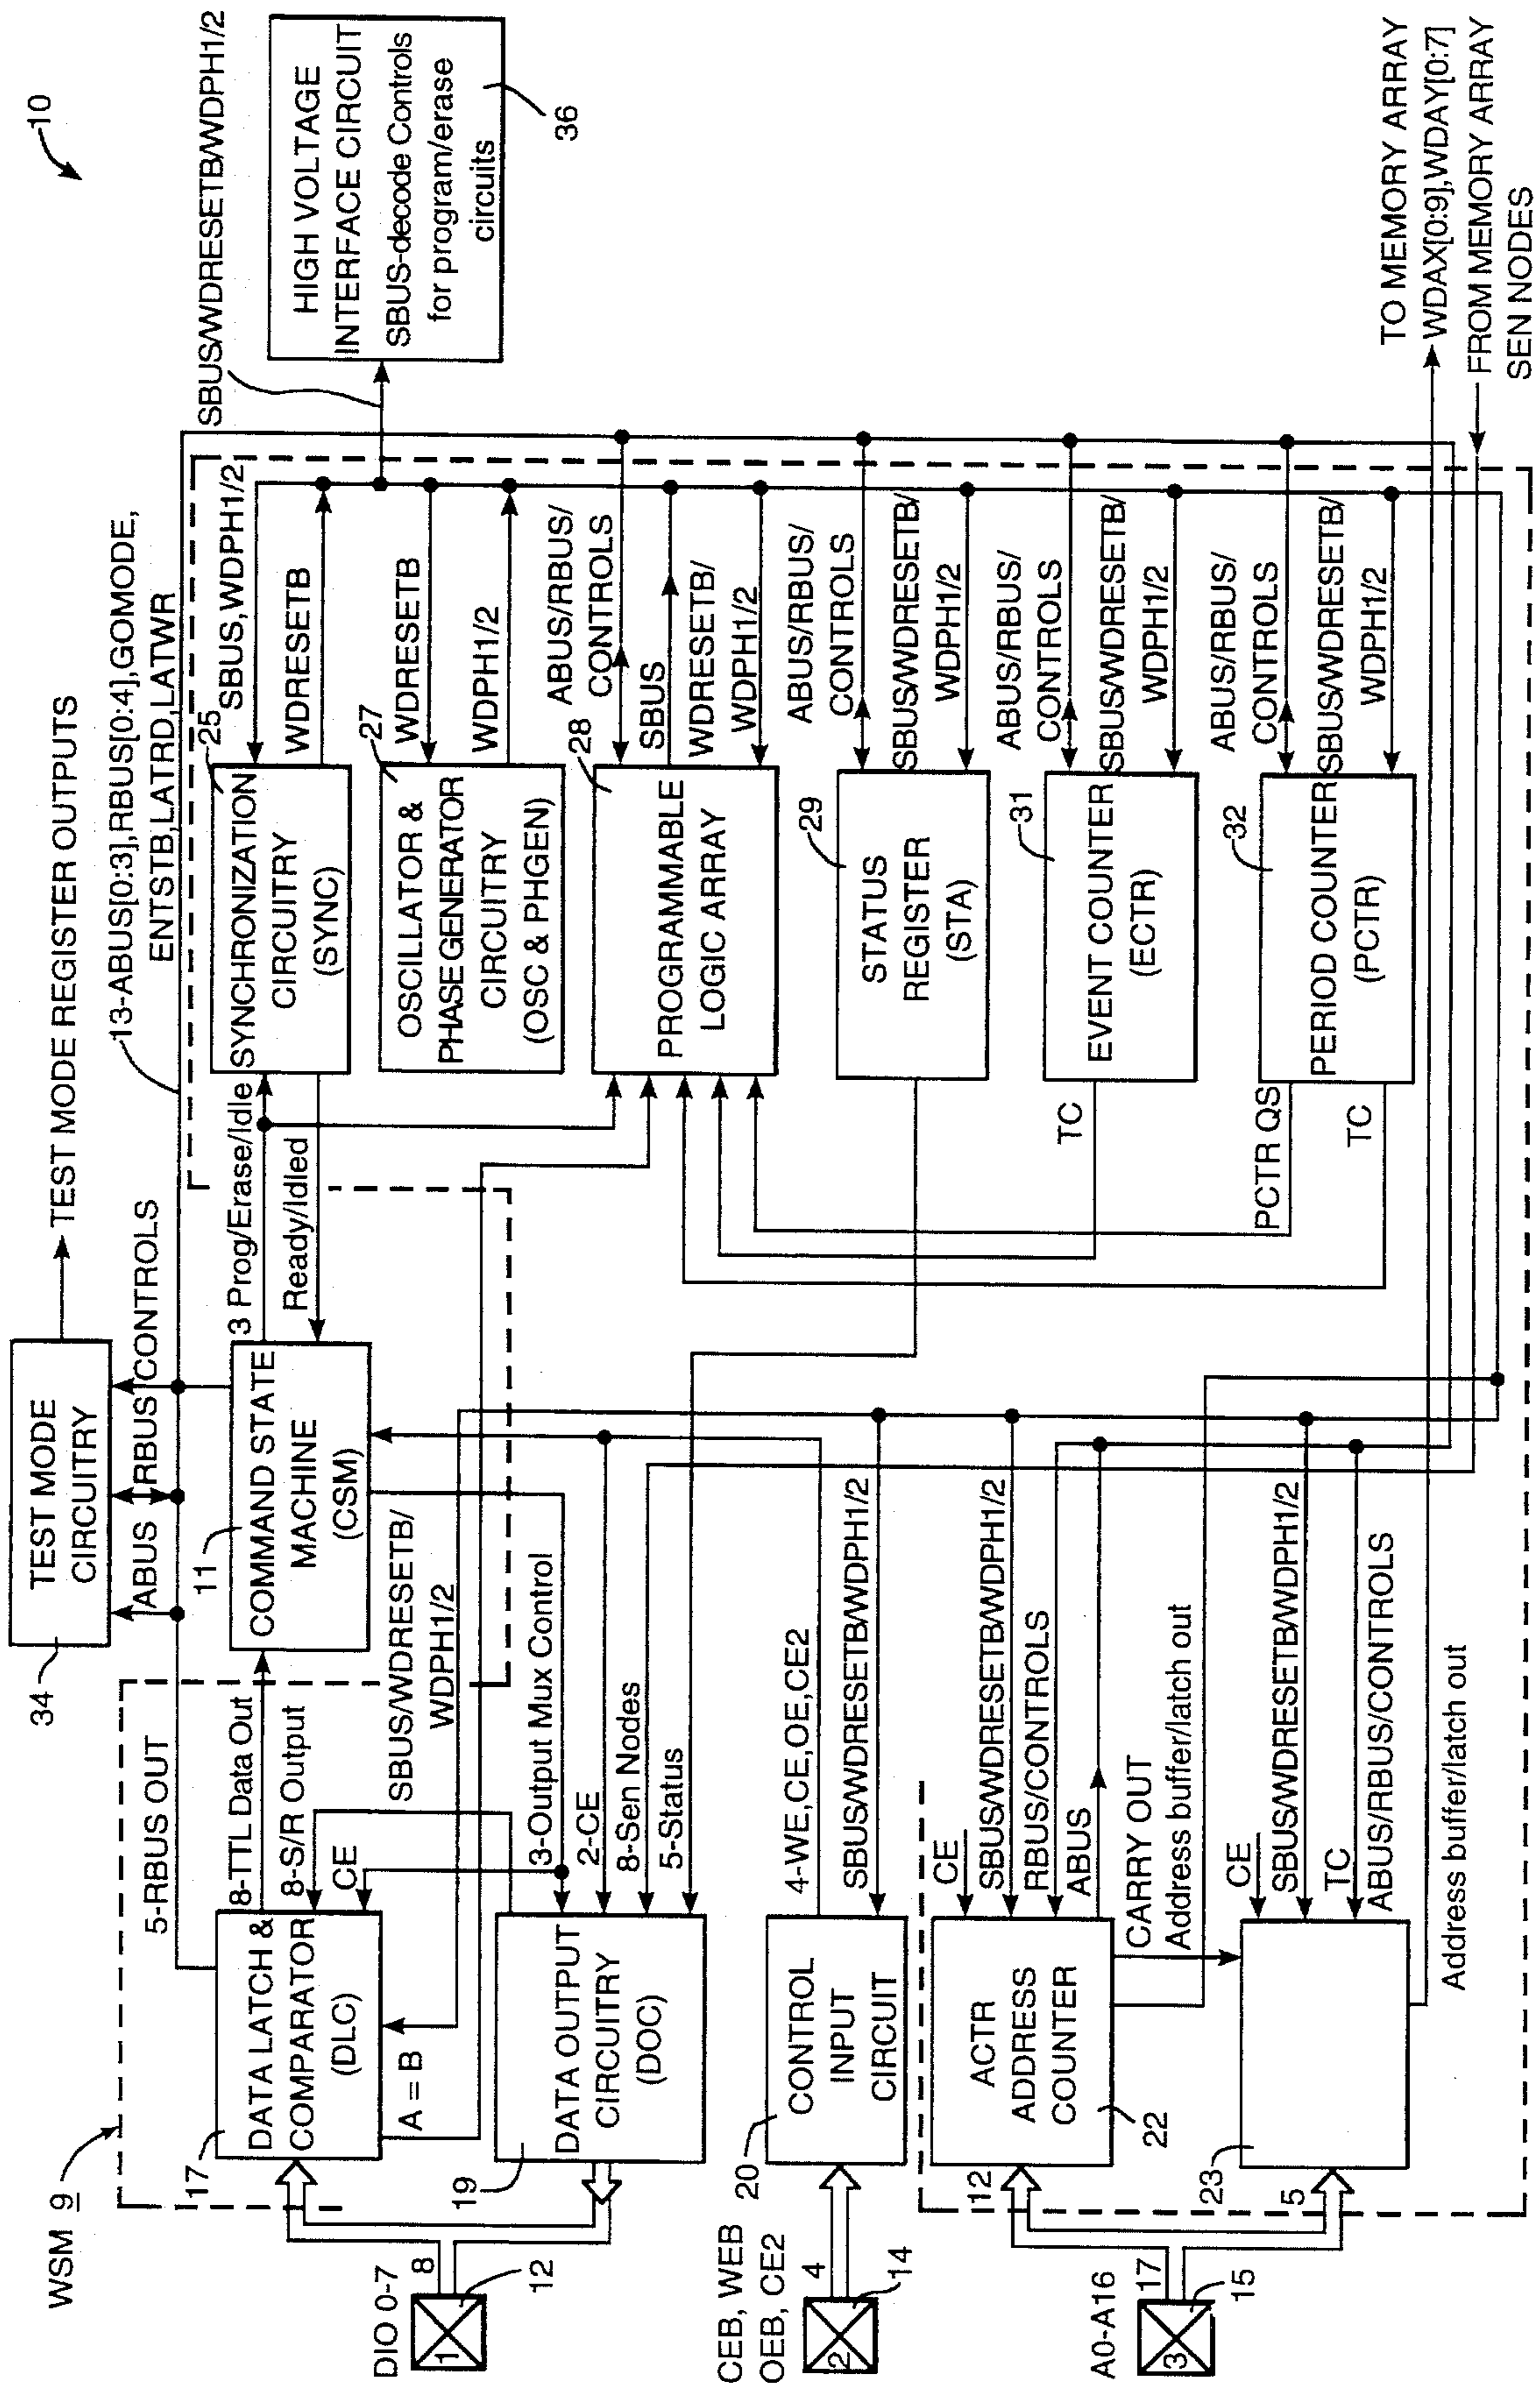 10
34
TEST MODE
CIRCUITRY
TEST MODE REGISTER OUTPUTS
ABUS
RBUS
CONTROLS
13-ABUS[0:3],RBUS[0:4],GOMODE,
ENTSTB,LATRD,LATWR
SBUS/WDRESETB/WDPH1/2
HIGH VOLTAGE
INTERFACE CIRCUIT
SBUS-decode Controls
for program/erase
circuits
36
WSM 9
5-RBUS OUT
17
DATA LATCH &
COMPARATOR
(DLC)
8-TTL Data Out
8-S/R Output
CE
A = B
11
COMMAND STATE
MACHINE
(CSM)
3 Prog/Erase/Idle
Ready/Idled
SBUS/WDRESETB/
WDPH1/2
25
SYNCHRONIZATION
CIRCUITRY
(SYNC)
SBUS,WDPH1/2
WDRESETB
27
OSCILLATOR &
PHASE GENERATOR
CIRCUITRY
(OSC & PHGEN)
WDRESETB
WDPH1/2
DIO 0-7
8
1
12
19
DATA OUTPUT
CIRCUITRY
(DOC)
3-Output Mux Control
2-CE
8-Sen Nodes
5-Status
28
PROGRAMMABLE
LOGIC ARRAY
ABUS/RBUS/
CONTROLS
SBUS
WDRESETB/
WDPH1/2
CEB, WEB
OEB, CE2
4
2
14
20
CONTROL
INPUT
CIRCUIT
4-WE,CE,OE,CE2
SBUS/WDRESETB/WDPH1/2
29
STATUS
REGISTER
(STA)
ABUS/RBUS/
CONTROLS
SBUS/WDRESETB/
WDPH1/2
12
ACTR
ADDRESS
COUNTER
22
CE
SBUS/WDRESETB/WDPH1/2
RBUS/CONTROLS
ABUS
CARRY OUT
Address buffer/latch out
TC
31
EVENT COUNTER
(ECTR)
ABUS/RBUS/
CONTROLS
SBUS/WDRESETB/
WDPH1/2
A0-A16
17
3
15
23
5
CE
SBUS/WDRESETB/WDPH1/2
TC
ABUS/RBUS/CONTROLS
Address buffer/latch out
PCTR QS
TC
32
PERIOD COUNTER
(PCTR)
ABUS/RBUS/
CONTROLS
SBUS/WDRESETB/
WDPH1/2
TO MEMORY ARRAY
WDAX[0:9],WDAY[0:7]
FROM MEMORY ARRAY
SEN NODES